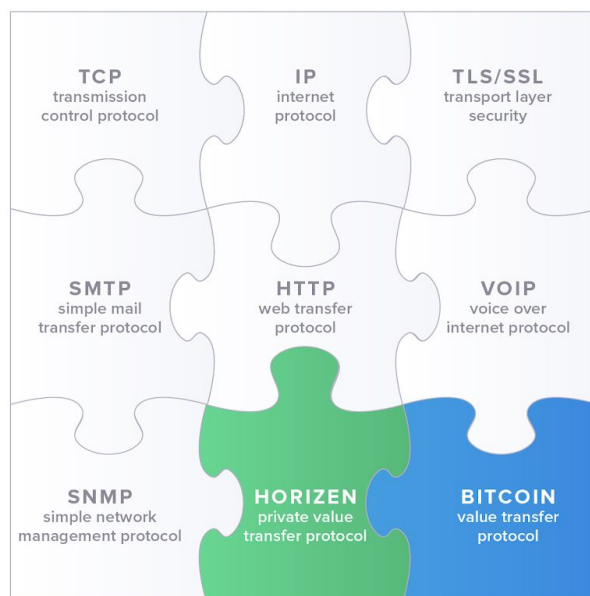 TCP
transmission
control protocol
IP
internet
protocol
TLS/SSL
transport layer
security
SMTP
simple mail
transfer protocol
HTTP
web transfer
protocol
VOIP
voice over
internet protocol
SNMP
simple network
management protocol
HORIZEN
private value
transfer protocol
BITCOIN
value transfer
protocol